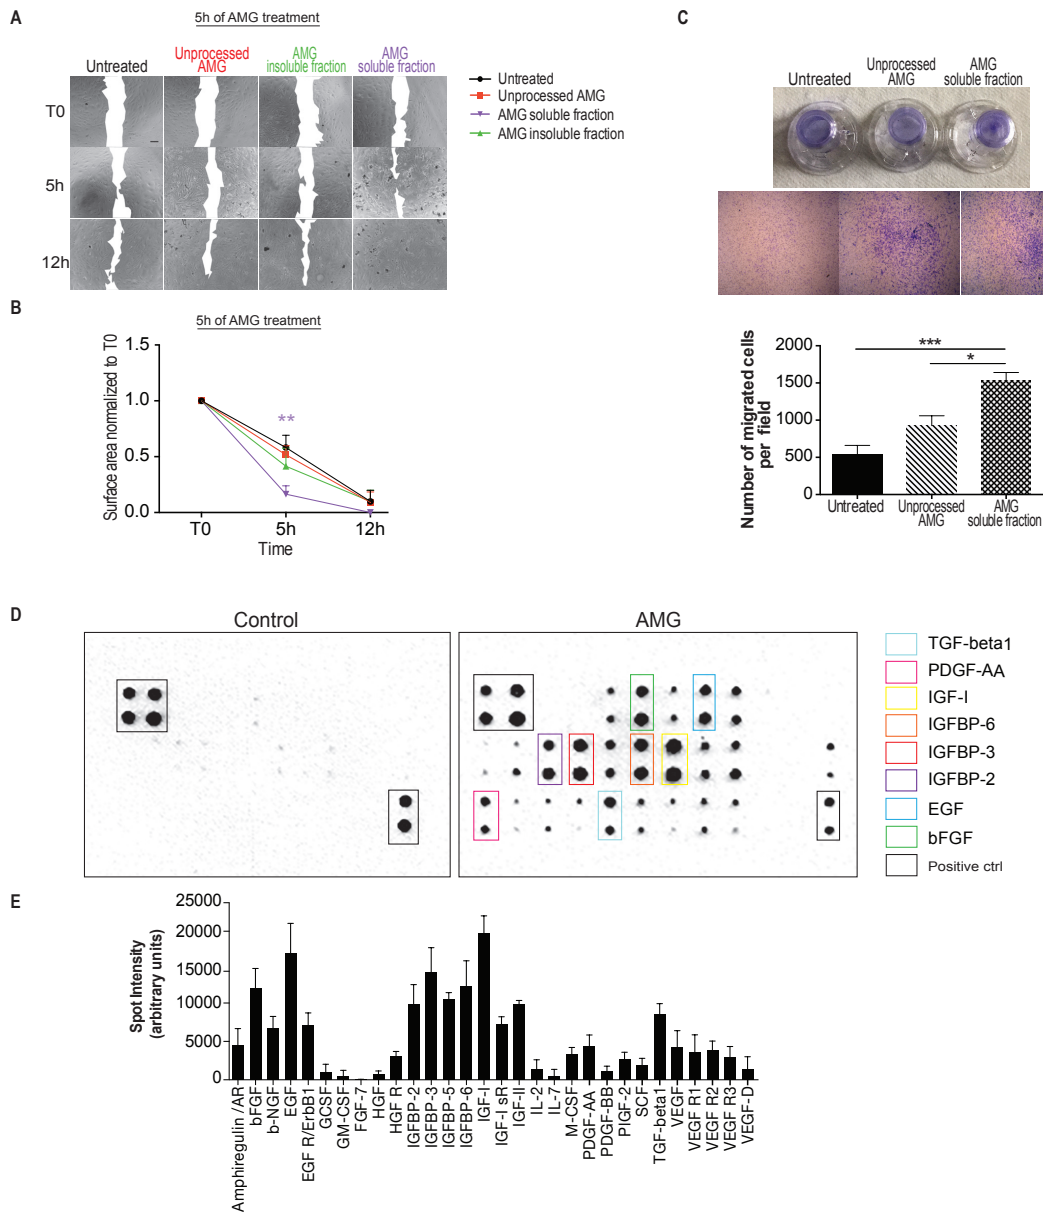 A
5h of AMG treatment
Untreated
Unprocessed
AMG
AMG
insoluble fraction
AMG
soluble fraction
T0
5h
12h
Untreated
Unprocessed AMG
AMG soluble fraction
AMG insoluble fraction
B
5h of AMG treatment
Surface area normalized to T0
1.5
1.0
0.5
0.0
**
T0
5h
12h
Time
C
Untreated
Unprocessed
AMG
AMG
soluble fraction
Number of migrated cells
per field
2000
1500
1000
500
0
***
*
Untreated
Unprocessed
AMG
AMG
soluble fraction
D
Control
AMG
TGF-beta1
PDGF-AA
IGF-I
IGFBP-6
IGFBP-3
IGFBP-2
EGF
bFGF
Positive ctrl
E
Spot Intensity
(arbitrary units)
25000
20000
15000
10000
5000
0
Amphiregulin /AR
bFGF
b-NGF
EGF
EGF R/ErbB1
GCSF
GM-CSF
FGF-7
HGF
HGF R
IGFBP-2
IGFBP-3
IGFBP-5
IGFBP-6
IGF-I
IGF-I sR
IGF-II
IL-2
IL-7
M-CSF
PDGF-AA
PDGF-BB
PlGF-2
SCF
TGF-beta1
VEGF
VEGF R1
VEGF R2
VEGF R3
VEGF-D